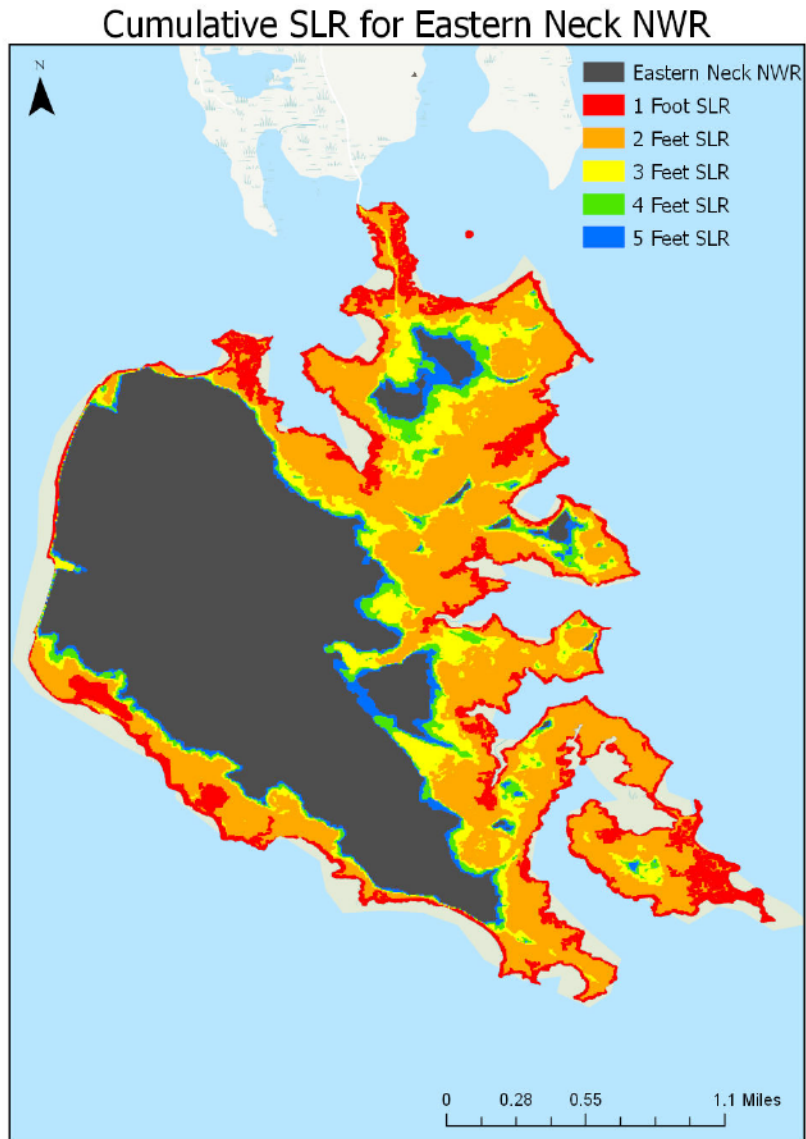 Cumulative SLR for Eastern Neck NWR
N
Eastern Neck NWR
1 Foot SLR
2 Feet SLR
3 Feet SLR
4 Feet SLR
5 Feet SLR
0 0.28 0.55 1.1 Miles